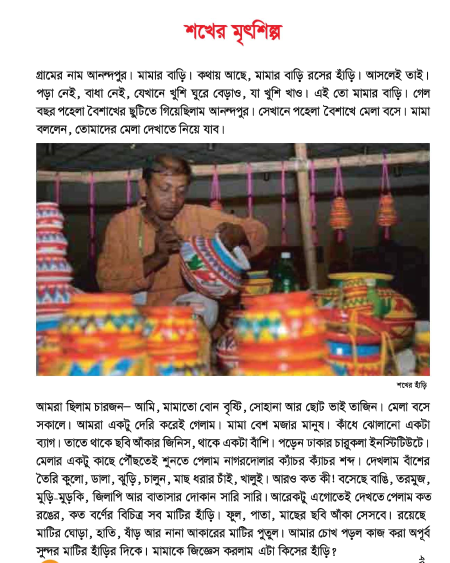 শখের মৃৎশিল্প
গ্রামের নাম আনন্দপুর। মামার বাড়ি। কথায় আছে, মামার বাড়ি রসের হাঁড়ি। আসলেই তাই।
পড়া নেই, বাধা নেই, যেখানে খুশি ঘুরে বেড়াও, যা খুশি খাও। এই তো মামার বাড়ি। গেল
বছর পহেলা বৈশাখের ছুটিতে গিয়েছিলাম আনন্দপুর। সেখানে পহেলা বৈশাখে মেলা বসে। মামা
বললেন, তোমাদের মেলা দেখাতে নিয়ে যাব।
শখের হাঁড়ি
আমরা ছিলাম চারজন– আমি, মামাতো বোন বৃষ্টি, সোহানা আর ছোট ভাই তাজিন। মেলা বসে
সকালে। আমরা একটু দেরি করেই গেলাম। মামা বেশ মজার মানুষ। কাঁধে ঝোলানো একটা
ব্যাগ। তাতে থাকে ছবি আঁকার জিনিস, থাকে একটা বাঁশি। পড়েন ঢাকার চারুকলা ইনস্টিটিউটে।
মেলার একটু কাছে পৌঁছতেই শুনতে পেলাম নাগরদোলার ক্যাঁচর ক্যাঁচর শব্দ। দেখলাম বাঁশের
তৈরি কুলো, ডালা, ঝুড়ি, চালুন, মাছ ধরার চাঁই, খালুই। আরও কত কী! বসেছে বাঙ্গি, তরমুজ,
মুড়ি-মুড়কি, জিলাপি আর বাতাসার দোকান সারি সারি। আরেকটু এগোতেই দেখতে পেলাম কত
রঙের, কত বর্ণের বিচিত্র সব মাটির হাঁড়ি। ফুল, পাতা, মাছের ছবি আঁকা সেসবে। রয়েছে
মাটির ঘোড়া, হাতি, ষাঁড় আর নানা আকারের মাটির পুতুল। আমার চোখ পড়ল কাজ করা অপূর্ব
সুন্দর মাটির হাঁড়ির দিকে। মামাকে জিজ্ঞেস করলাম এটা কিসের হাঁড়ি?